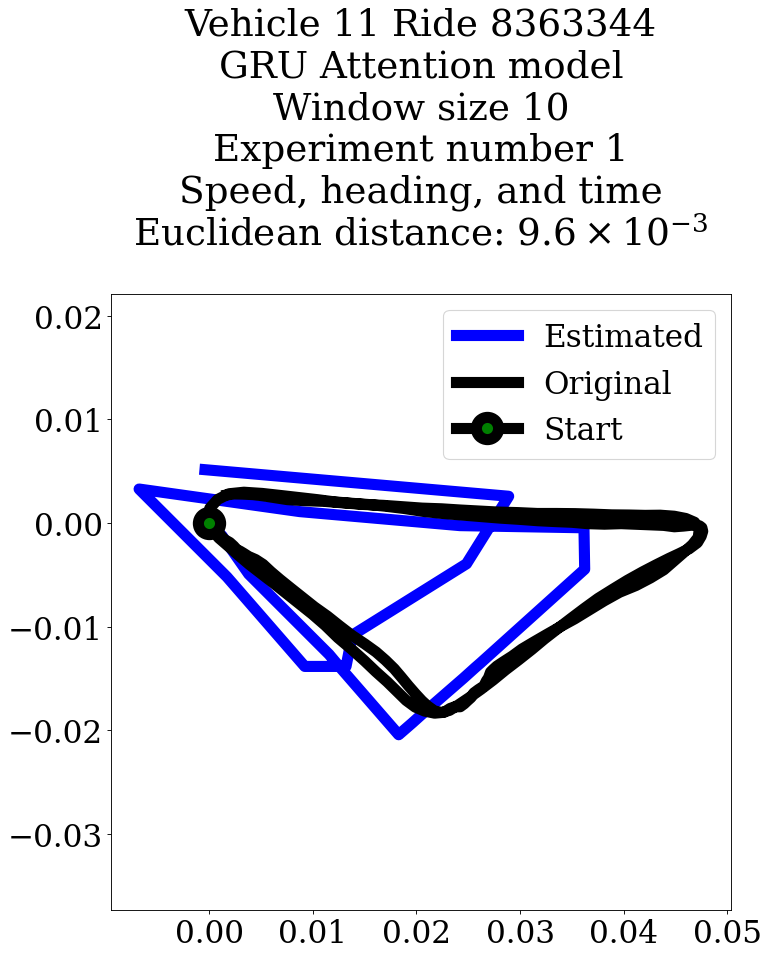 Vehicle 11 Ride 8363344
GRU Attention model
Window size 10
Experiment number 1
Speed, heading, and time
Euclidean distance: 9.6 × 10⁻³
Estimated
Original
Start
0.02
0.01
0.00
−0.01
−0.02
−0.03
0.00 0.01 0.02 0.03 0.04 0.05